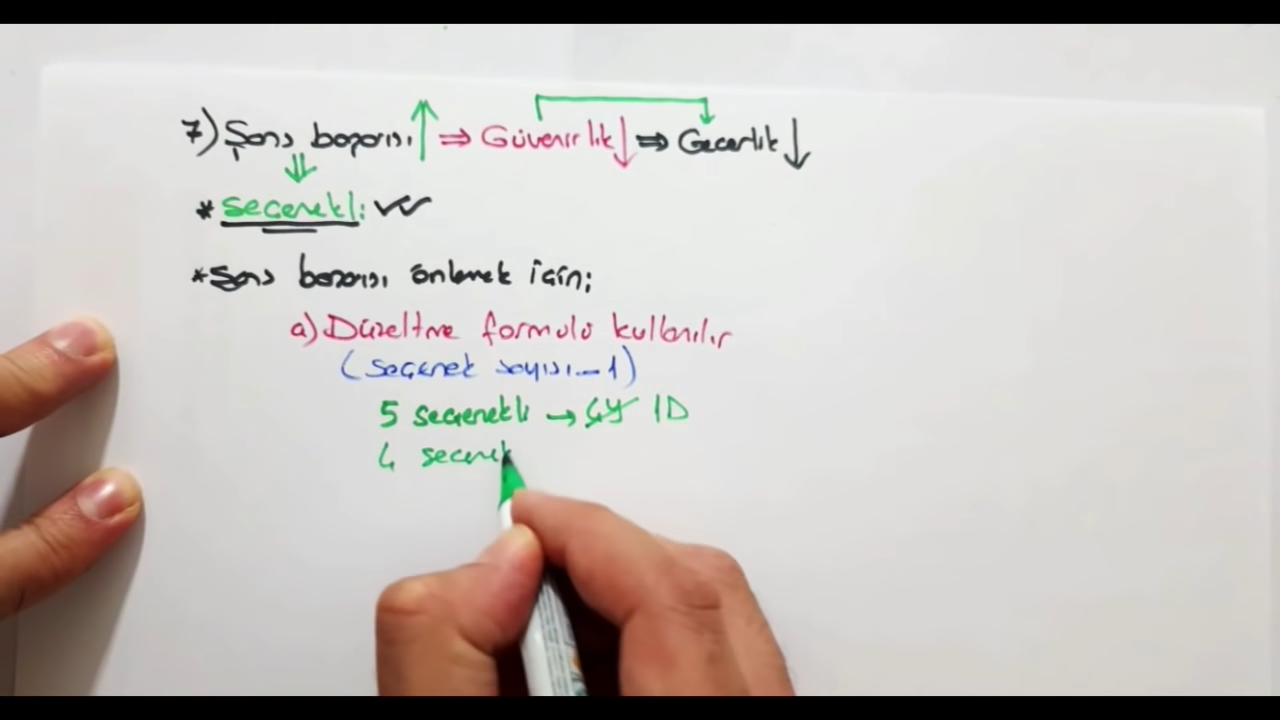 7) Şans başarısı ↑ ⇒ Güvenirlik ↓ ⇒ Geçerlik ↓
* seçenekli:
* Şans başarısı önlemek için;
a) Düzeltme formülü kullanılır
(Seçenek sayısı - 1)
5 seçenekli → 4Y 1D
4 seçenek